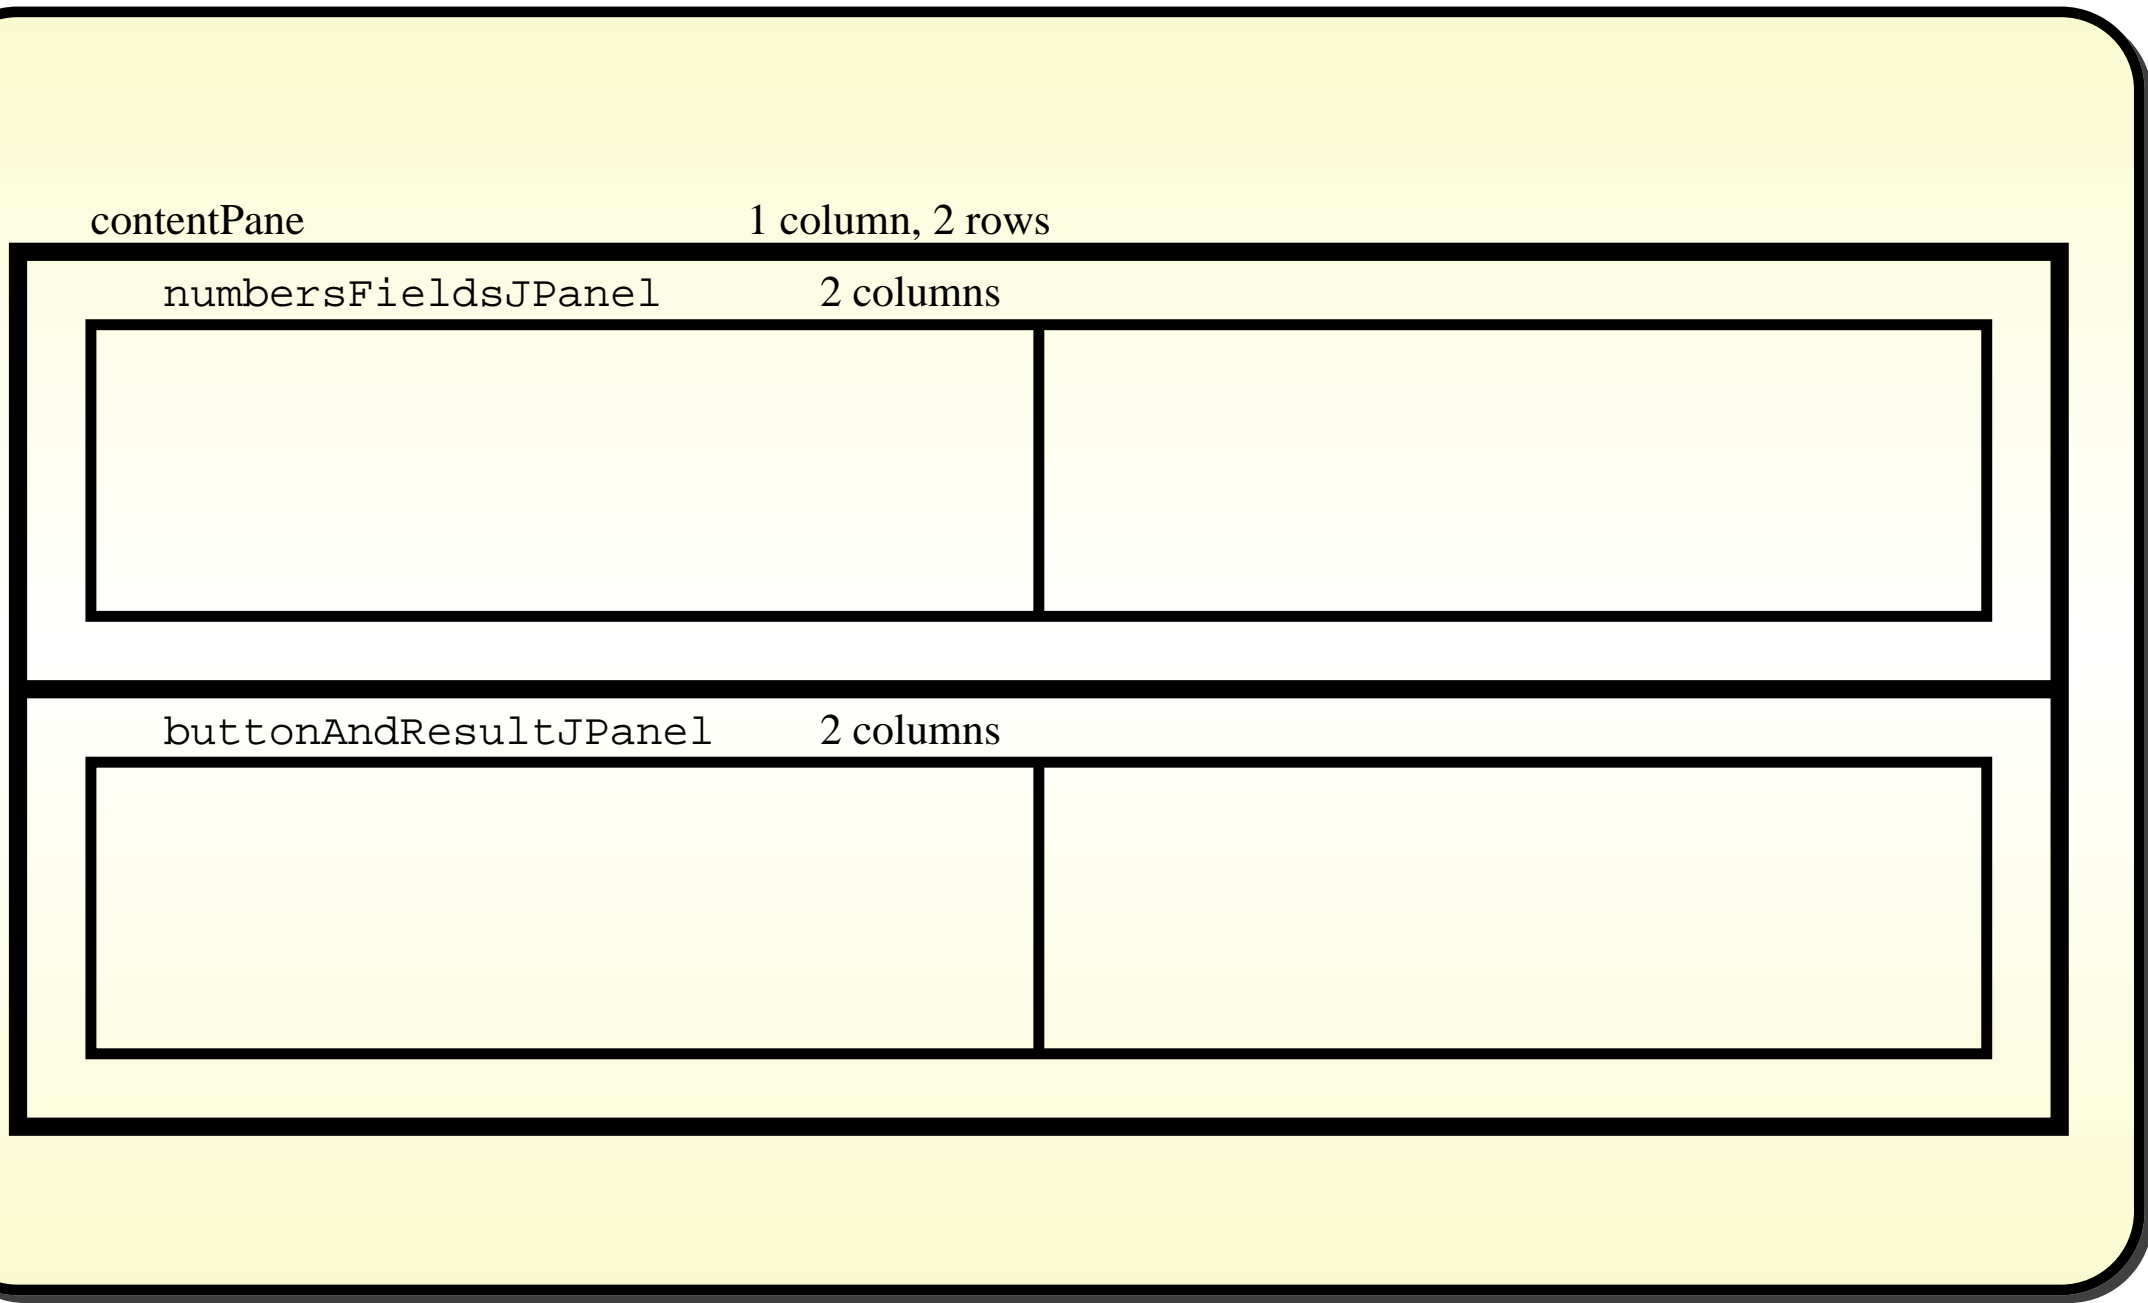 contentPane 1 column, 2 rows
numbersFieldsJPanel 2 columns
buttonAndResultJPanel 2 columns